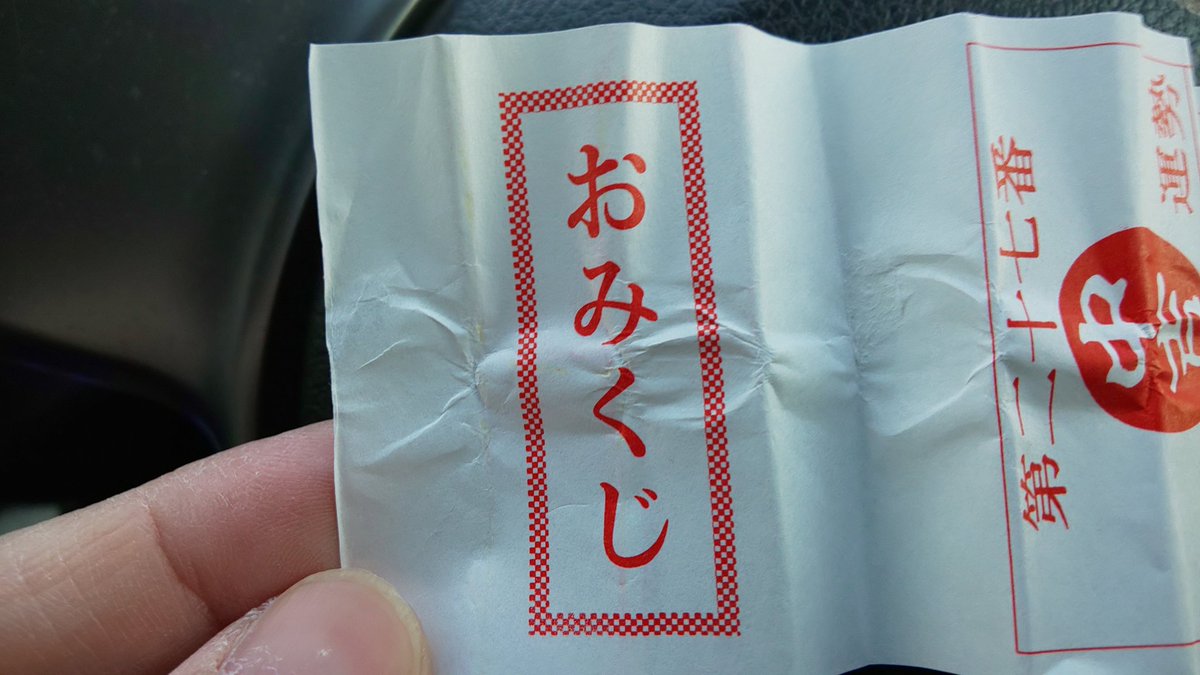 おみくじ
第二十七番
中吉
運勢